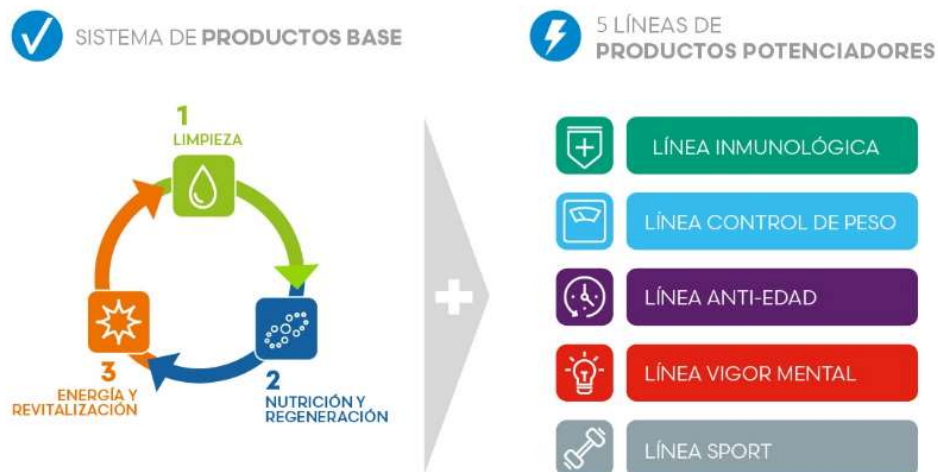 SISTEMA DE PRODUCTOS BASE
1
LIMPIEZA
2
NUTRICIÓN Y
REGENERACIÓN
3
ENERGÍA Y
REVITALIZACIÓN
5 LÍNEAS DE
PRODUCTOS POTENCIADORES
LÍNEA INMUNOLÓGICA
LÍNEA CONTROL DE PESO
LÍNEA ANTI-EDAD
LÍNEA VIGOR MENTAL
LÍNEA SPORT